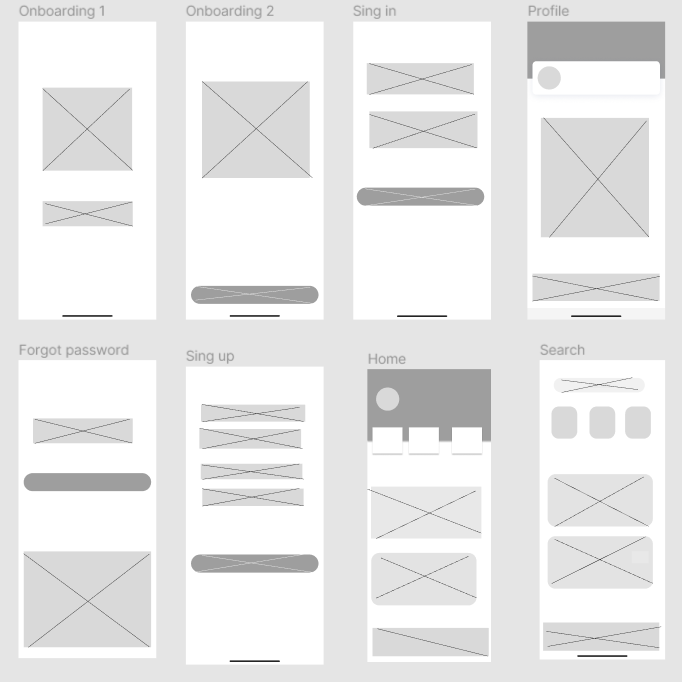 Onboarding 1
Onboarding 2
Sing in
Profile
Forgot password
Sing up
Home
Search